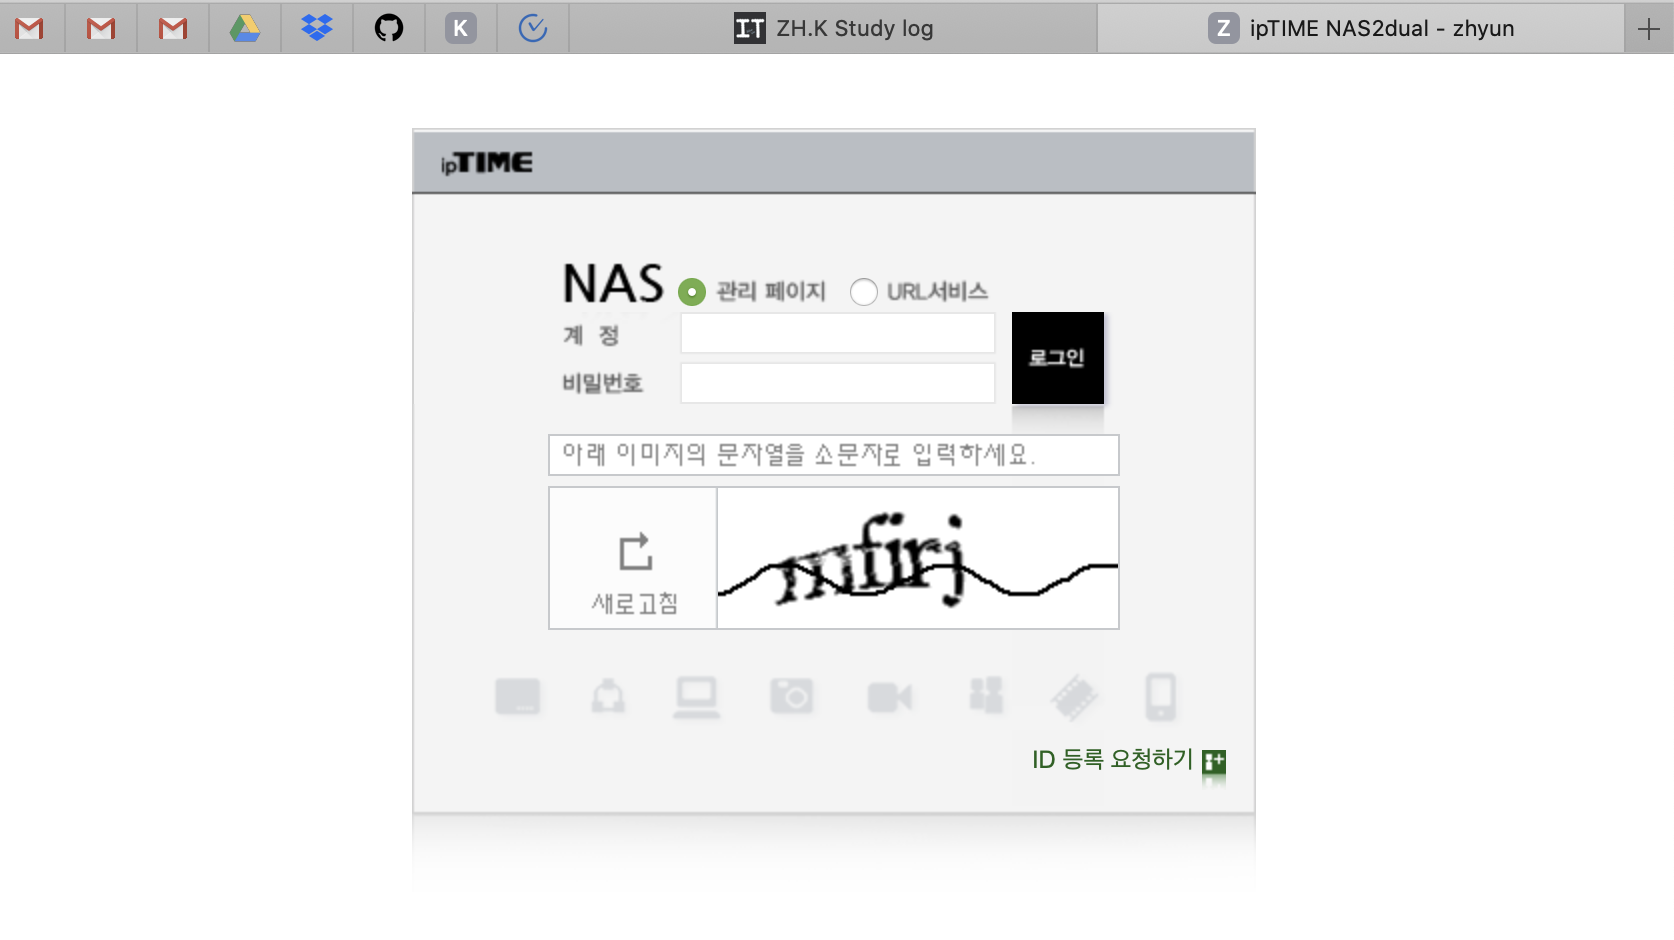 ZH.K Study log
Z ipTIME NAS2dual - zhyun
K
IT
ipTIME
NAS 관리 페이지 URL서비스
계 정
비밀번호
로그인
아래 이미지의 문자열을 소문자로 입력하세요.
새로고침
ID 등록 요청하기